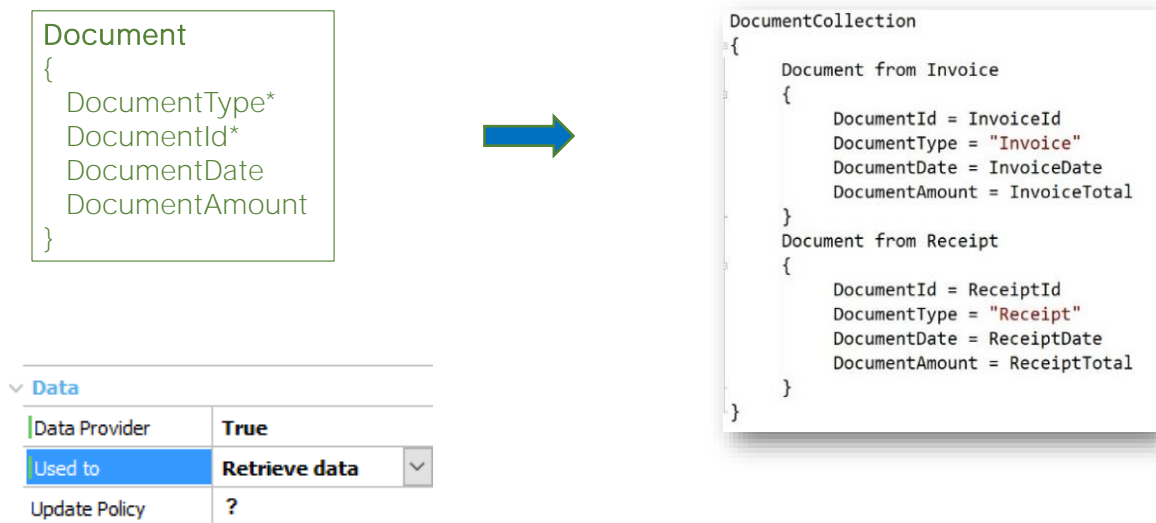 Document
{
DocumentType*
DocumentId*
DocumentDate
DocumentAmount
}
DocumentCollection
{
Document from Invoice
{
DocumentId = InvoiceId
DocumentType = "Invoice"
DocumentDate = InvoiceDate
DocumentAmount = InvoiceTotal
}
Document from Receipt
{
DocumentId = ReceiptId
DocumentType = "Receipt"
DocumentDate = ReceiptDate
DocumentAmount = ReceiptTotal
}
}
Data
Data Provider True
Used to Retrieve data
Update Policy ?